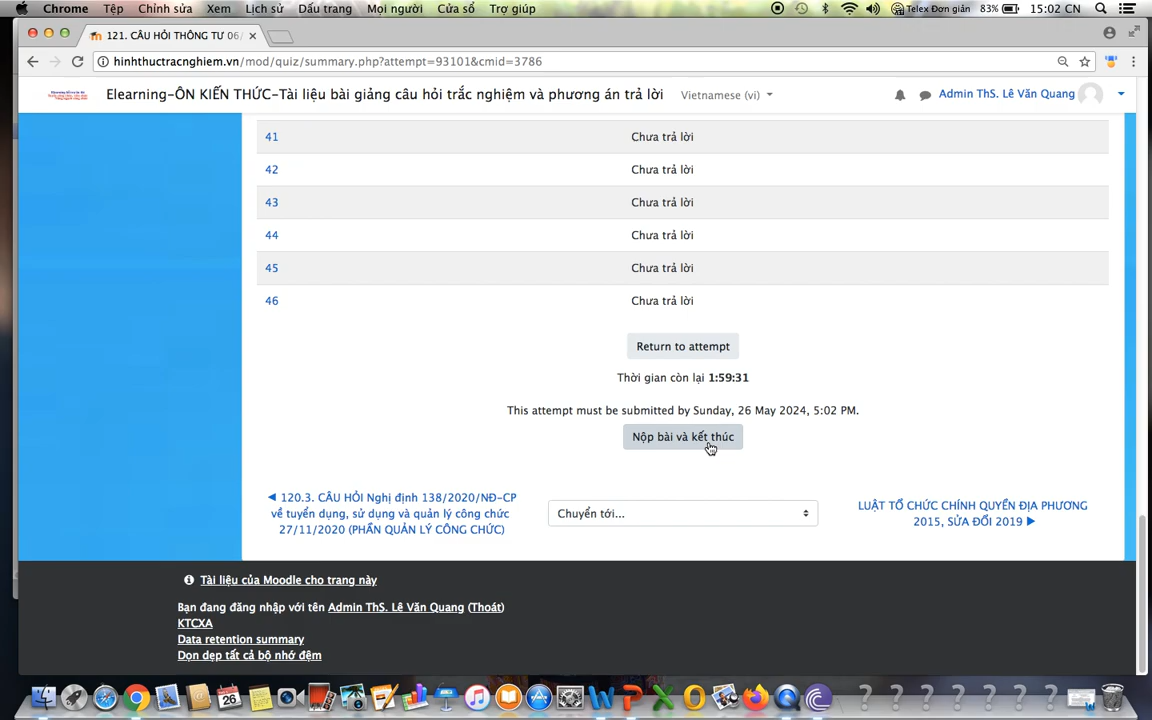 Chrome Tệp Chỉnh sửa Xem Lịch sử Dấu trang Mọi người Cửa sổ Trợ giúp Telex Đơn giản 83% 15:02 CN
121. CÂU HỎI THÔNG TƯ 06/
hinhthuctracnghiem.vn/mod/quiz/summary.php?attempt=93101&cmid=3786
Elearning-ÔN KIẾN THỨC-Tài liệu bài giảng câu hỏi trắc nghiệm và phương án trả lời Vietnamese (vi) Admin ThS. Lê Văn Quang
41 Chưa trả lời
42 Chưa trả lời
43 Chưa trả lời
44 Chưa trả lời
45 Chưa trả lời
46 Chưa trả lời
Return to attempt
Thời gian còn lại 1:59:31
This attempt must be submitted by Sunday, 26 May 2024, 5:02 PM.
Nộp bài và kết thúc
◀ 120.3. CÂU HỎI Nghị định 138/2020/NĐ-CP
về tuyển dụng, sử dụng và quản lý công chức
27/11/2020 (PHẦN QUẢN LÝ CÔNG CHỨC)
Chuyển tới...
LUẬT TỔ CHỨC CHÍNH QUYỀN ĐỊA PHƯƠNG
2015, SỬA ĐỔI 2019 ▶
Tài liệu của Moodle cho trang này
Bạn đang đăng nhập với tên Admin ThS. Lê Văn Quang (Thoát)
KTCXA
Data retention summary
Dọn dẹp tất cả bộ nhớ đệm
26